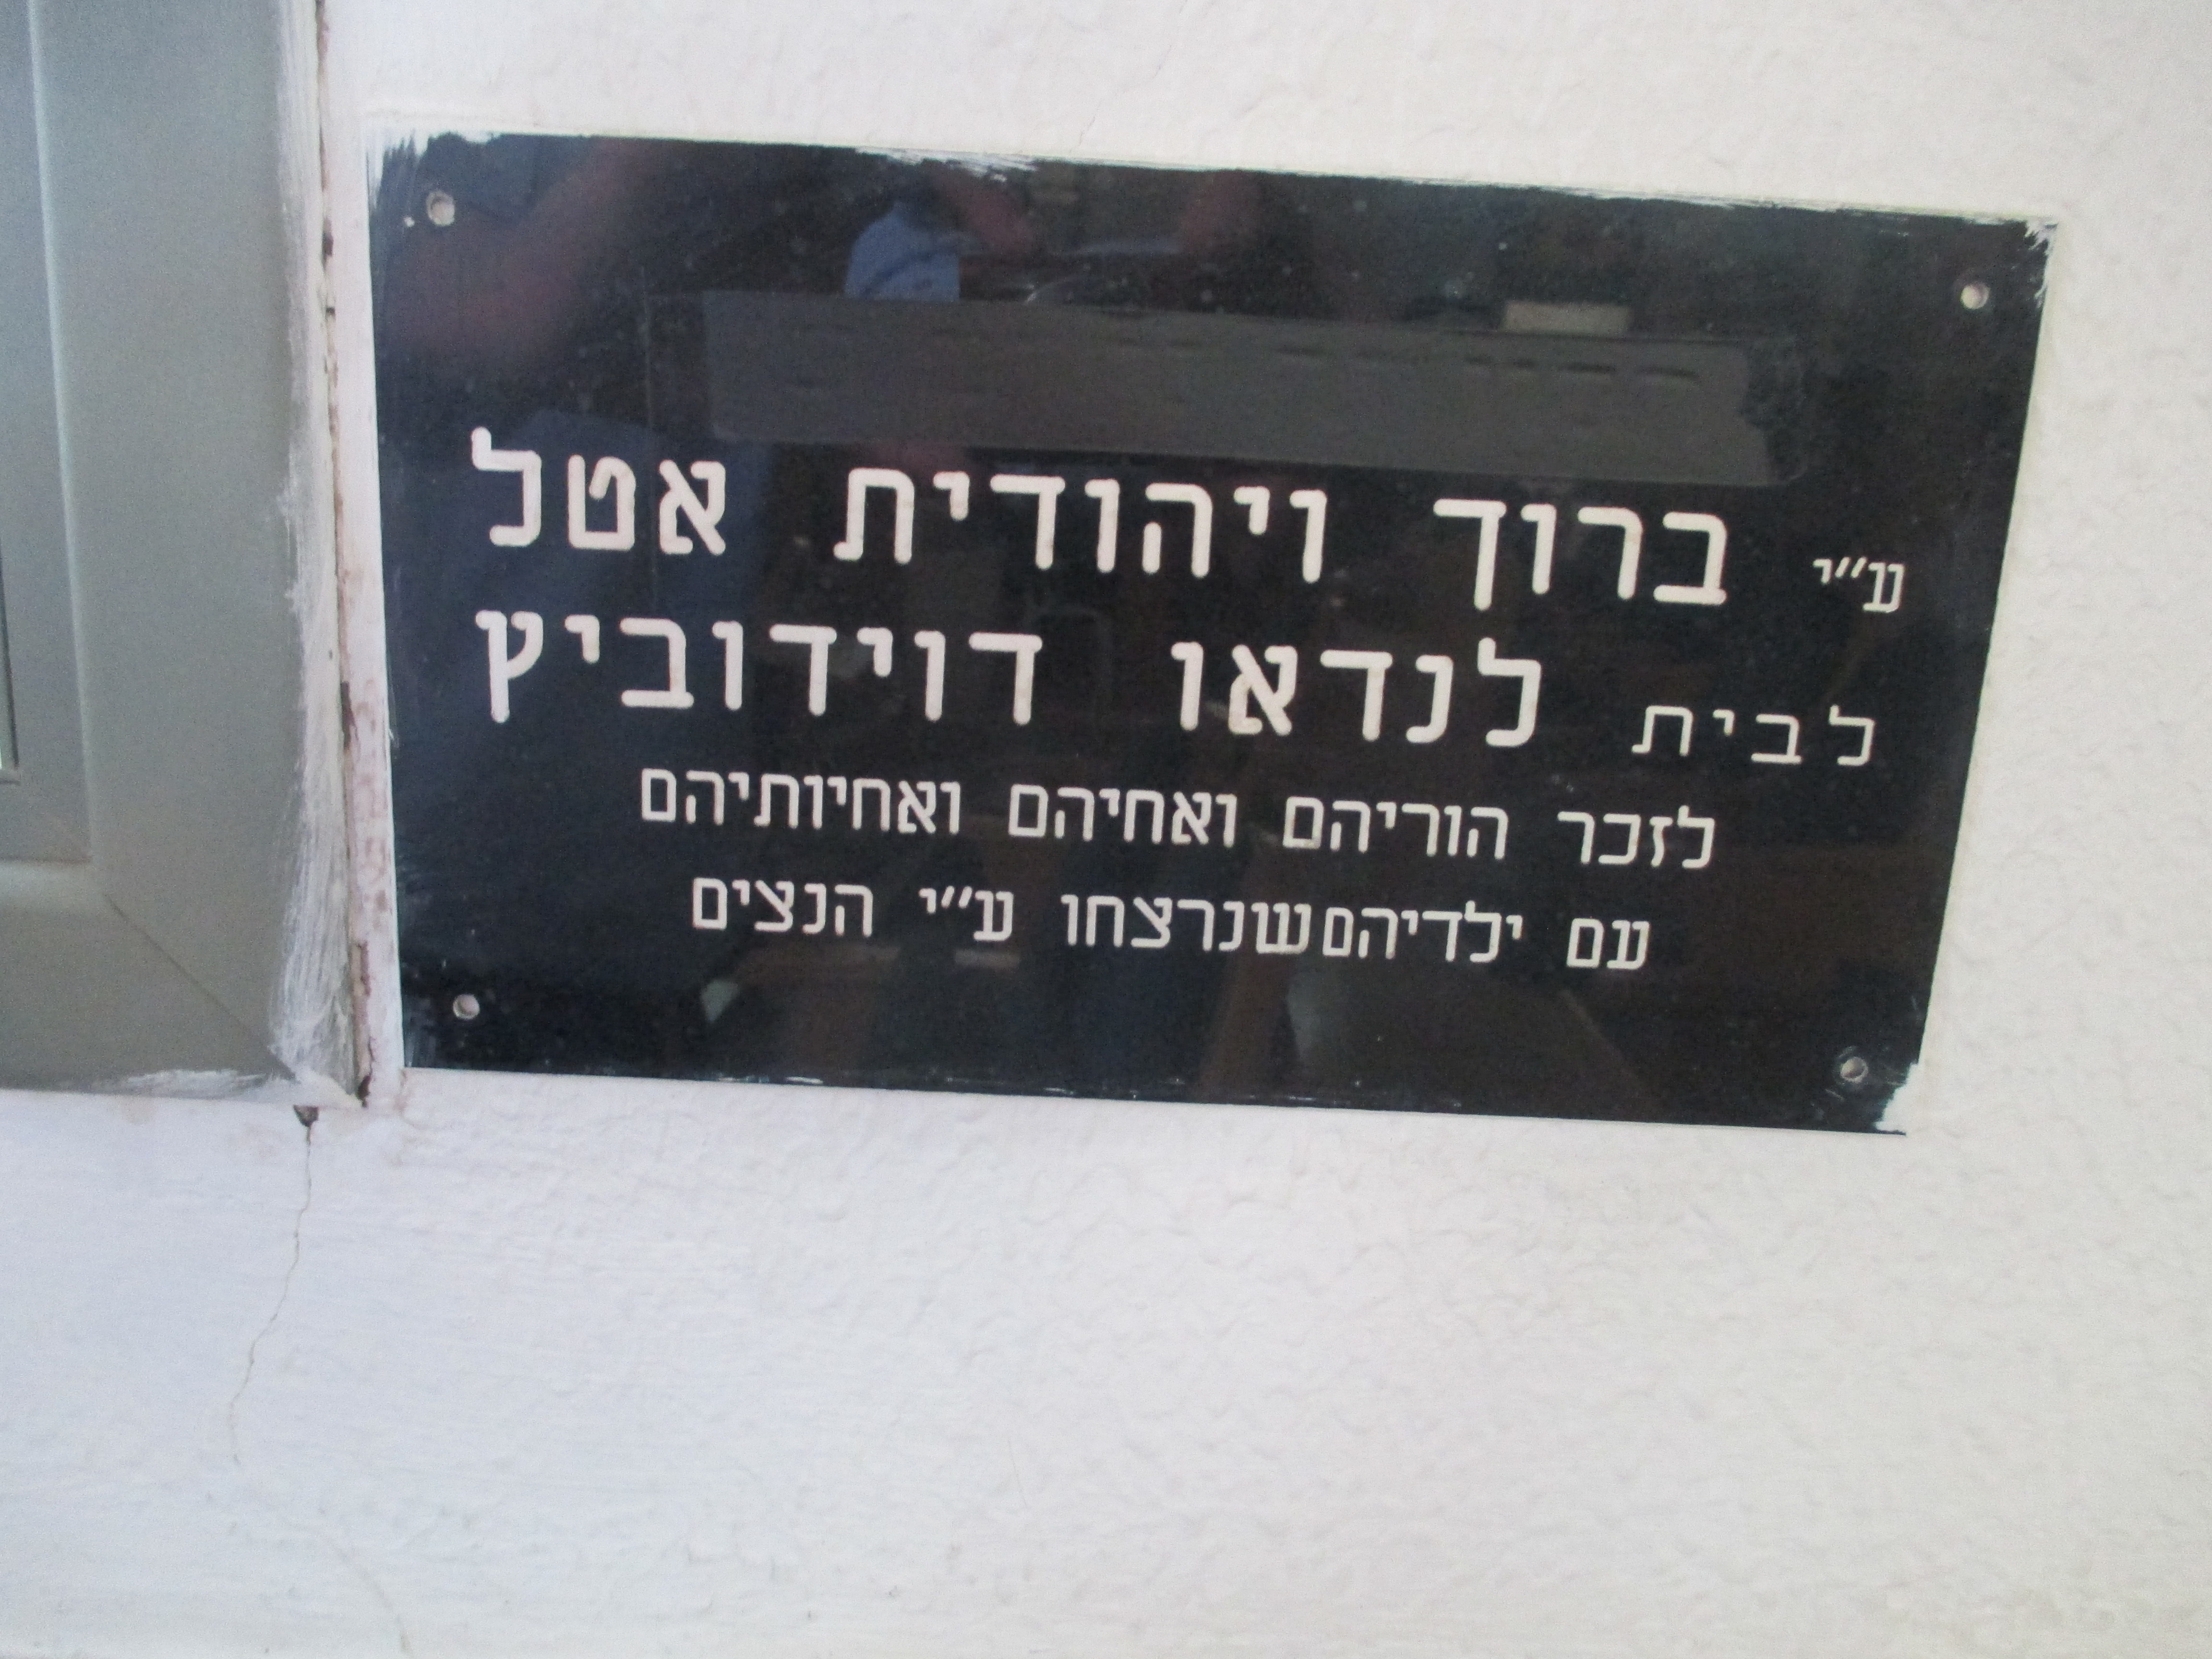 ע״י ברוך ויהודית אטל
לבית לנדאו דוידוביץ
לזכר הוריהם ואחיהם ואחיותיהם
עם ילדיהם שנרצחו ע״י הנצים